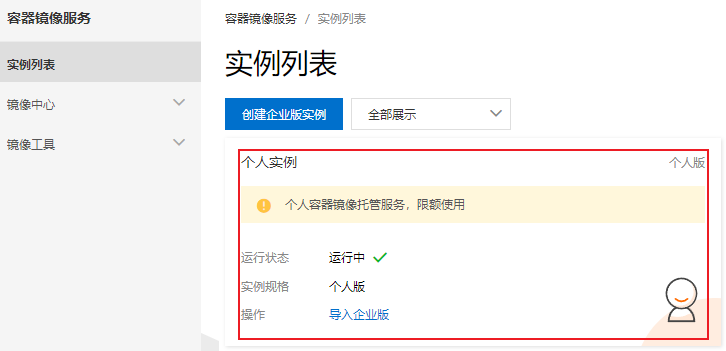 容器镜像服务
实例列表
镜像中心
镜像工具
容器镜像服务 / 实例列表
实例列表
创建企业版实例 全部展示
个人实例 个人版
个人容器镜像托管服务，限额使用
运行状态 运行中
实例规格 个人版
操作 导入企业版